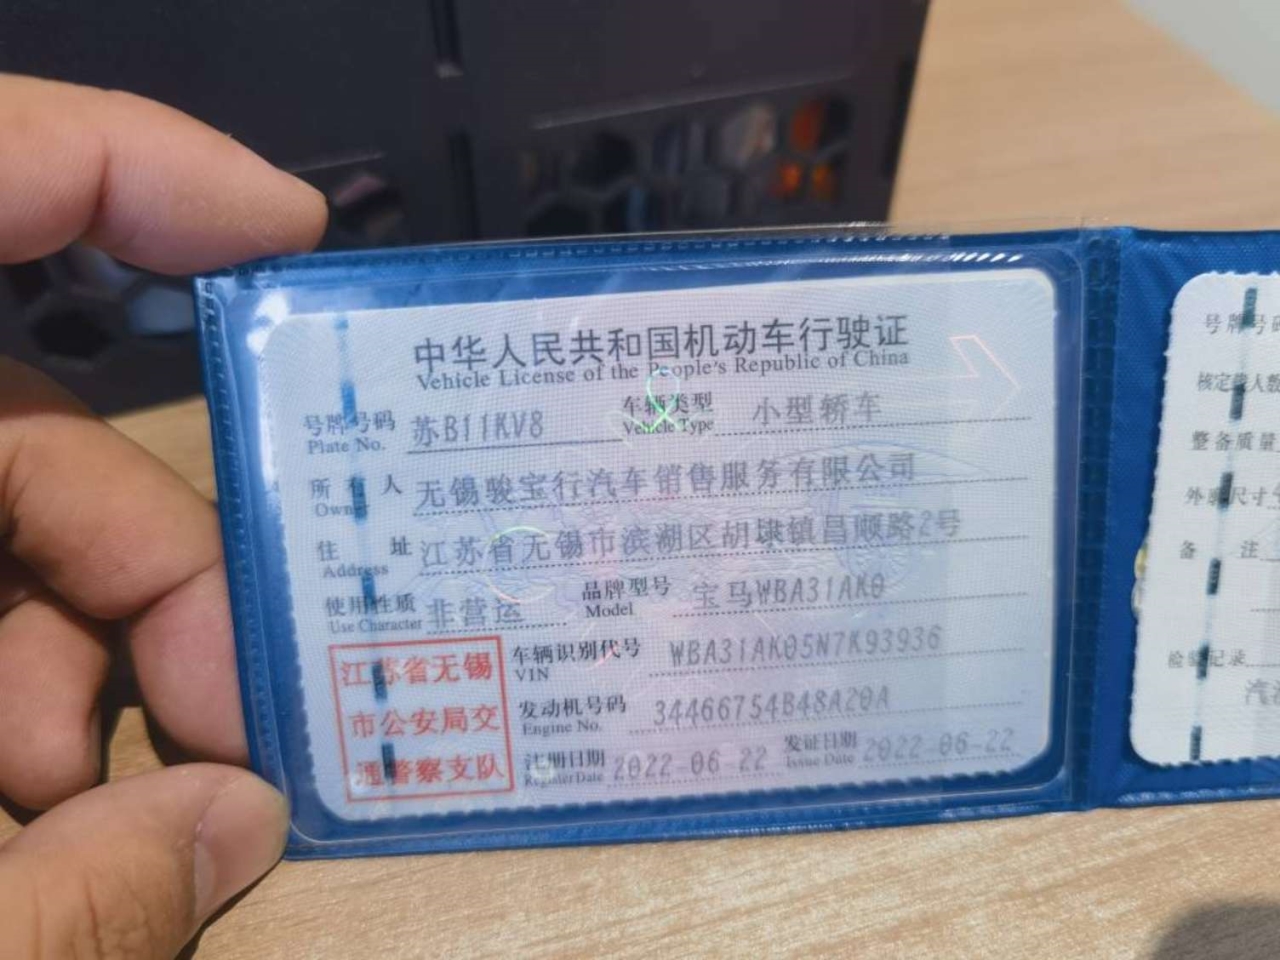 中华人民共和国机动车行驶证
Vehicle License of the People's Republic of China
号牌号码 苏B11KV8 车辆类型 小型轿车
Plate No. Vehicle Type
所有人 无锡骏宝行汽车销售服务有限公司
Owner
住址 江苏省无锡市滨湖区胡埭镇昌顺路2号
Address
使用性质 非营运 品牌型号 宝马WBA31AK0
Use Character Model
江苏省无锡
市公安局交
通警察支队
车辆识别代号 WBA31AK05N7K93936
VIN
发动机号码 34466754B48A20A
Engine No.
注册日期 2022-06-22 发证日期 2022-06-22
Register Date Issue Date
号牌号码
核定载人数
整备质量
外廓尺寸
备注
检验记录